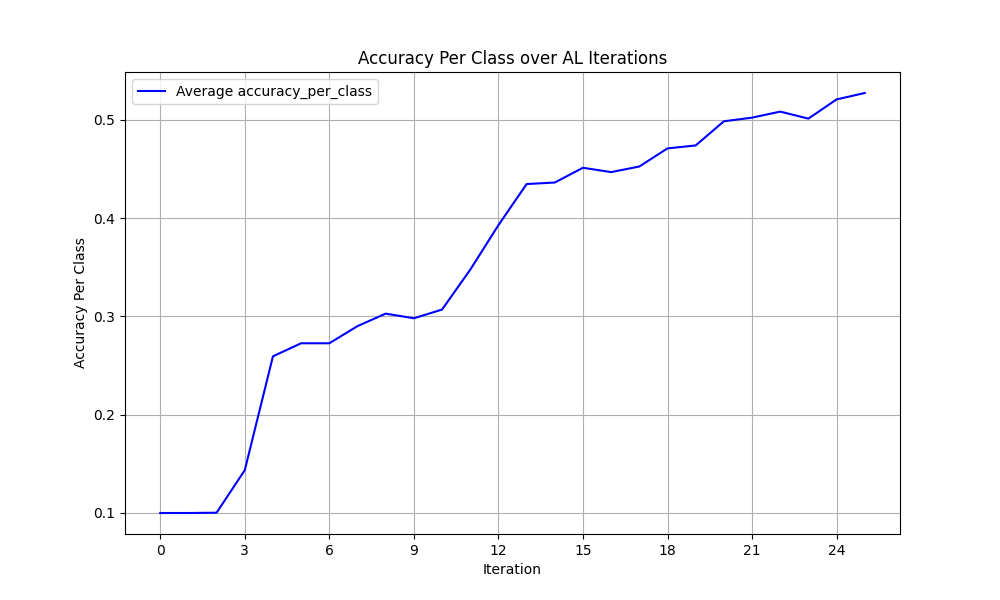 Accuracy Per Class over AL Iterations
Average accuracy_per_class
Accuracy Per Class
0.5
0.4
0.3
0.2
0.1
0 3 6 9 12 15 18 21 24
Iteration